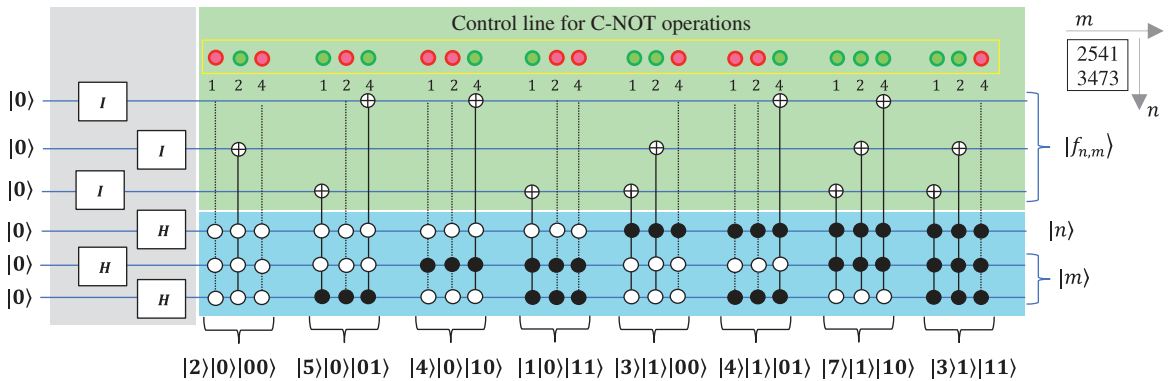 Control line for C-NOT operations
m
2541
3473
n
1 2 4 1 2 4 1 2 4 1 2 4 1 2 4 1 2 4 1 2 4 1 2 4
|0⟩ I
|0⟩ I |f_{n,m}⟩
|0⟩ I
|0⟩ H |n⟩
|0⟩ H |m⟩
|0⟩ H
|2⟩|0⟩|00⟩ |5⟩|0⟩|01⟩ |4⟩|0⟩|10⟩ |1|0⟩|11⟩ |3⟩|1⟩|00⟩ |4⟩|1⟩|01⟩ |7⟩|1⟩|10⟩ |3⟩1⟩|11⟩